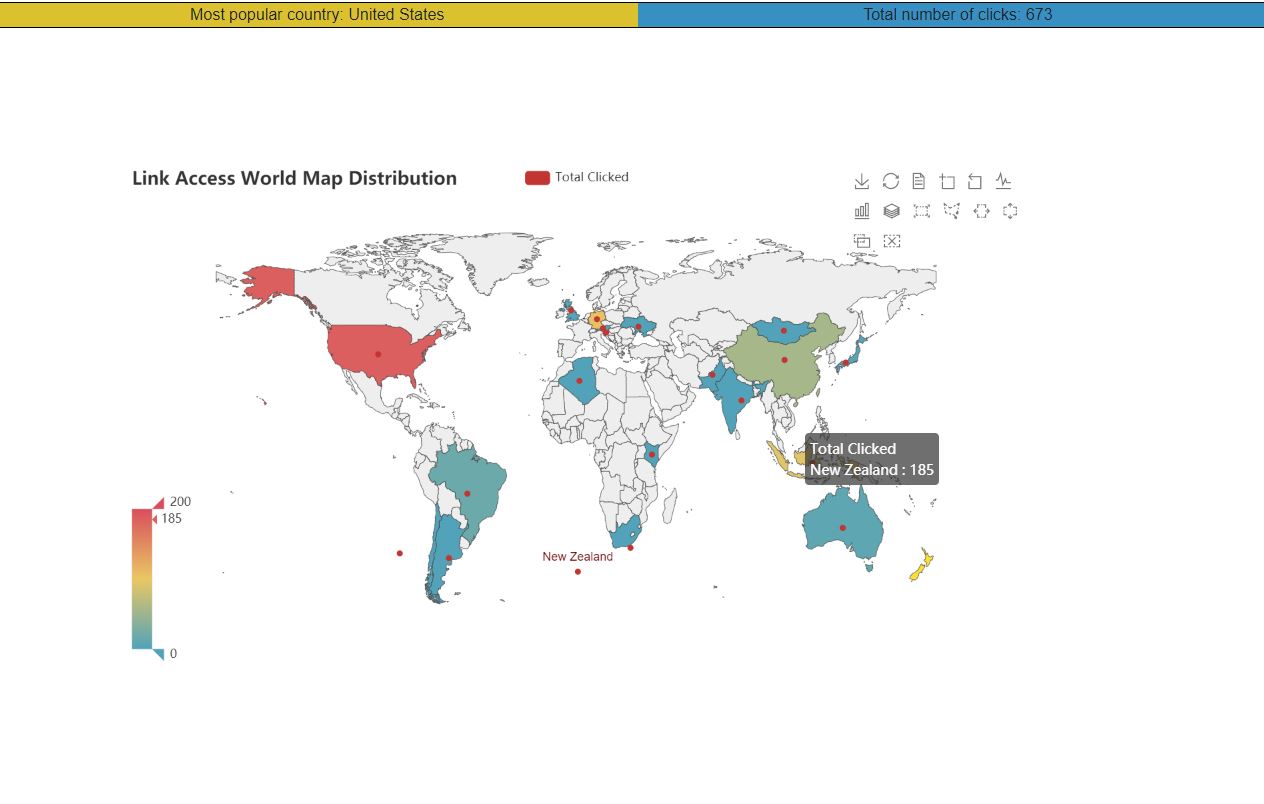 Most popular country: United States
Total number of clicks: 673
Link Access World Map Distribution
Total Clicked
Total Clicked
New Zealand : 185
200
185
New Zealand
0